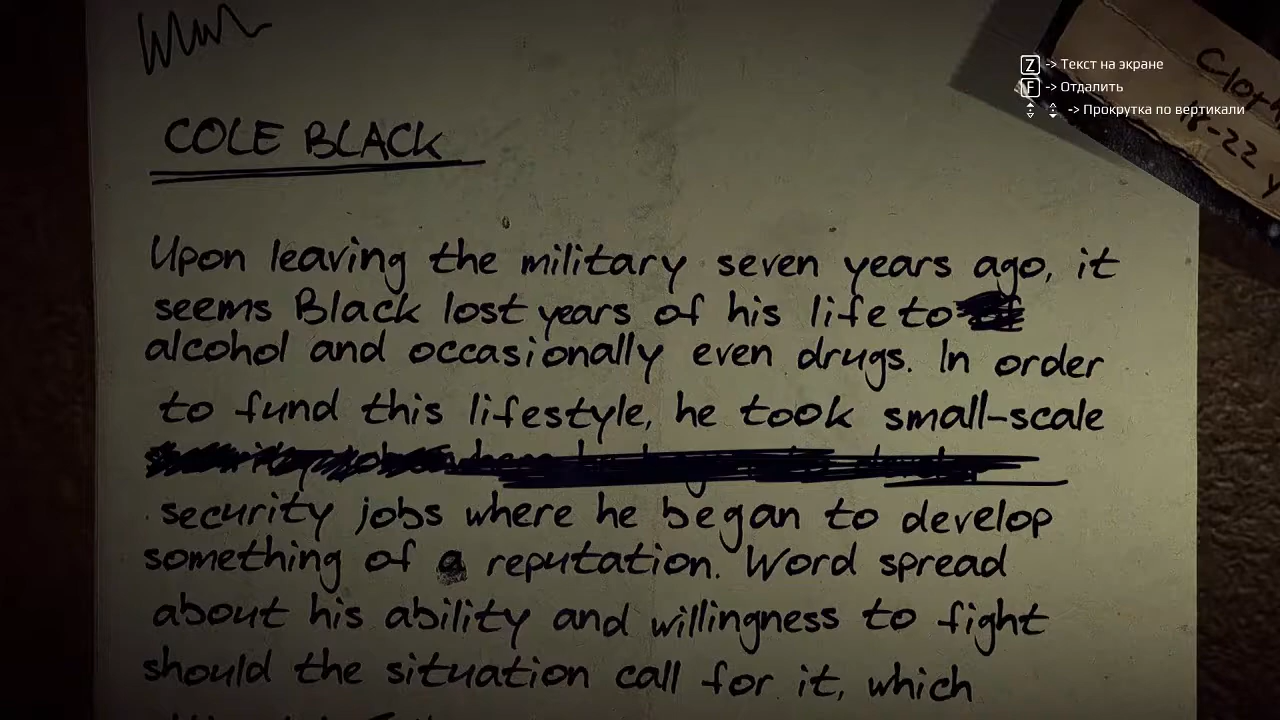 COLE BLACK
Upon leaving the military seven years ago, it
seems Black lost years of his life to
alcohol and occasionally even drugs. In order
to fund this lifestyle, he took small-scale
security jobs where he began to develop
something of a reputation. Word spread
about his ability and willingness to fight
should the situation call for it, which
Z -> Текст на экране
F -> Отдалить
-> Прокрутка по вертикали
16-22 y